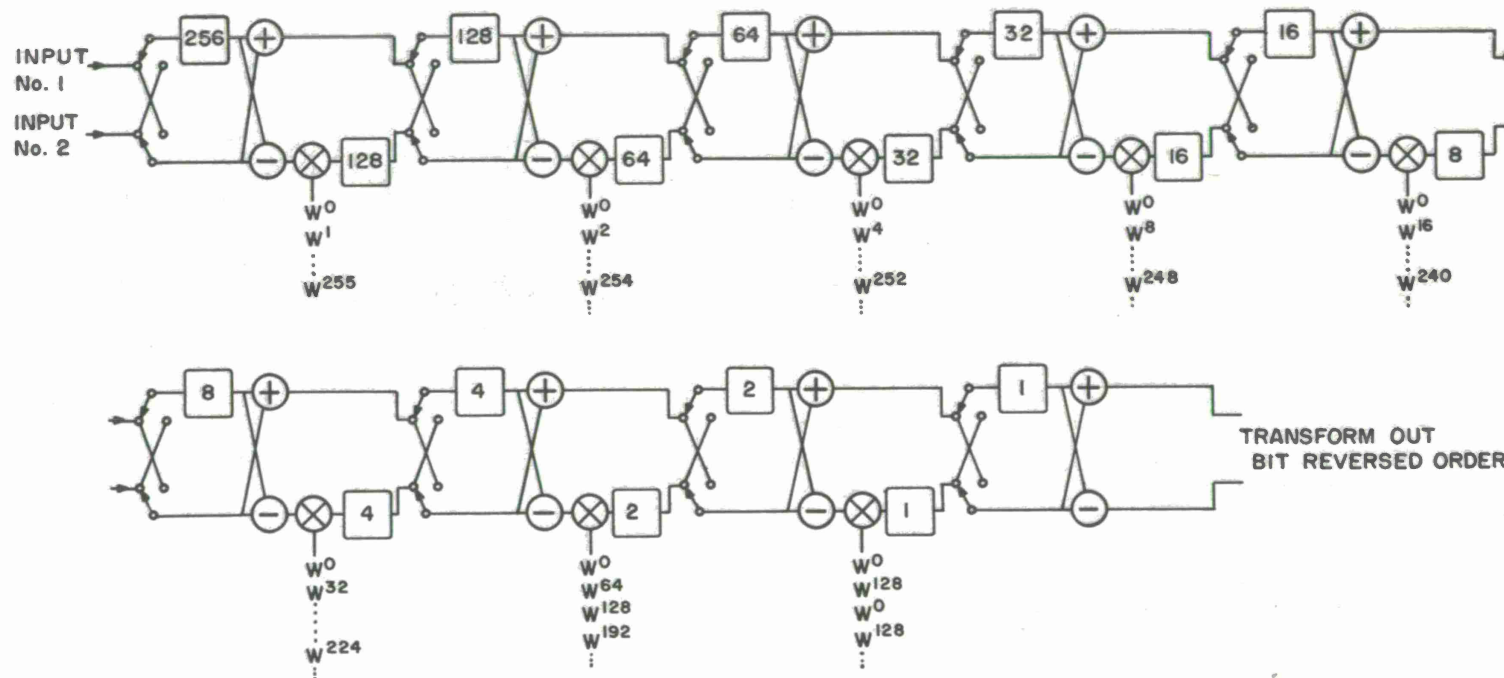 256 + 128 + 64 + 32 + 16 +
INPUT
No. 1
INPUT
No. 2
− × 128 − × 64 − × 32 − × 16 − × 8
W⁰ W⁰ W⁰ W⁰ W⁰
W¹ W² W⁴ W⁸ W¹⁶
W²⁵⁵ W²⁵⁴ W²⁵² W²⁴⁸ W²⁴⁰
8 + 4 + 2 + 1 +
TRANSFORM OUT
BIT REVERSED ORDER
− × 4 − × 2 − × 1 −
W⁰ W⁰ W⁰
W³² W⁶⁴ W¹²⁸
W¹²⁸ W⁰
W²²⁴ W¹⁹² W¹²⁸